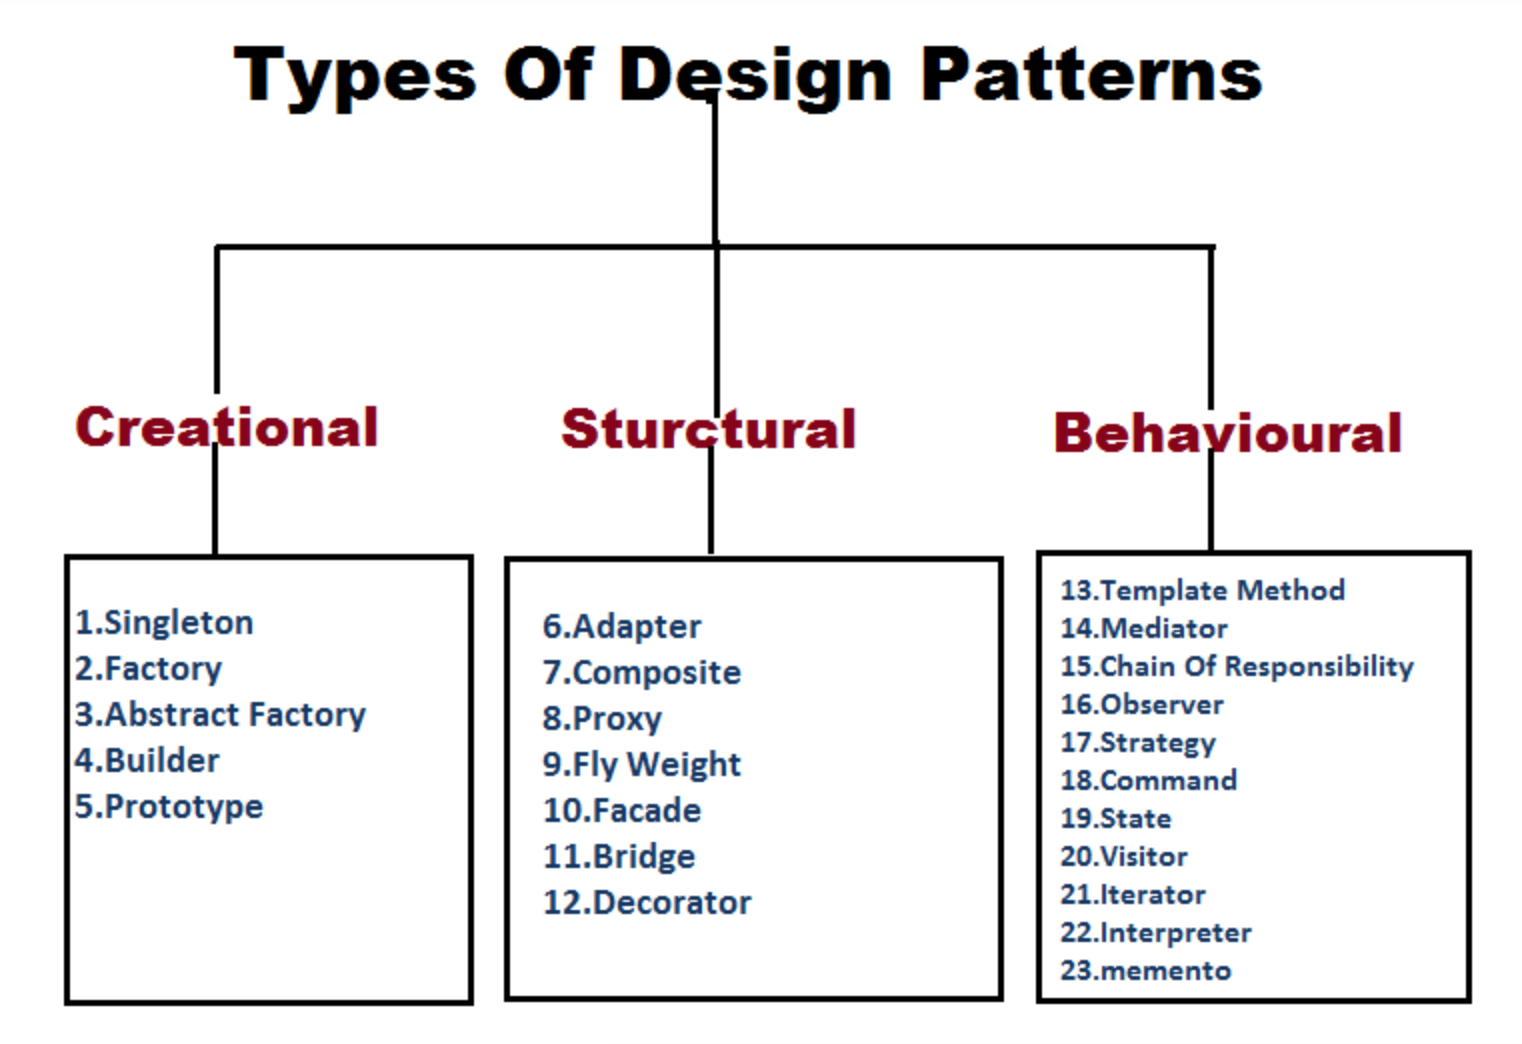 Types Of Design Patterns
Creational
Sturctural
Behavioural
1.Singleton
2.Factory
3.Abstract Factory
4.Builder
5.Prototype
6.Adapter
7.Composite
8.Proxy
9.Fly Weight
10.Facade
11.Bridge
12.Decorator
13.Template Method
14.Mediator
15.Chain Of Responsibility
16.Observer
17.Strategy
18.Command
19.State
20.Visitor
21.Iterator
22.Interpreter
23.memento